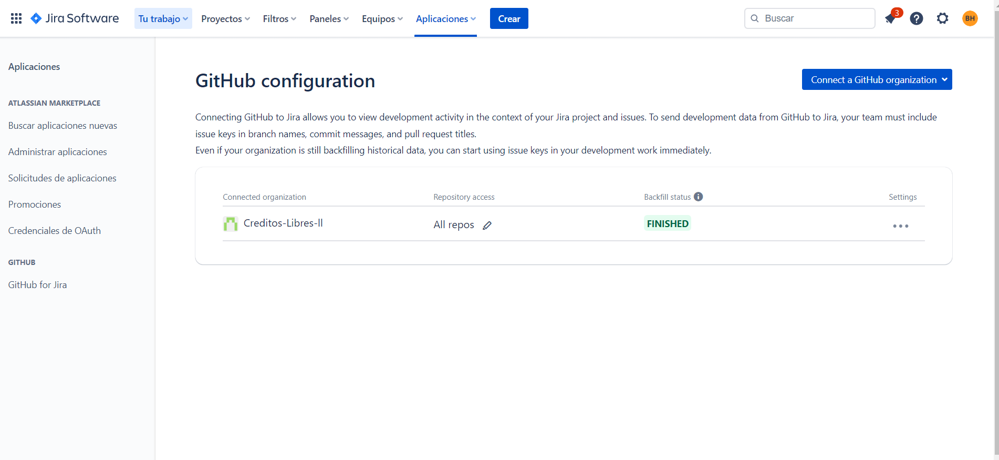 Jira Software
Tu trabajo
Proyectos
Filtros
Paneles
Equipos
Aplicaciones
Crear
Buscar
3
BH
Aplicaciones
ATLASSIAN MARKETPLACE
Buscar aplicaciones nuevas
Administrar aplicaciones
Solicitudes de aplicaciones
Promociones
Credenciales de OAuth
GITHUB
GitHub for Jira
GitHub configuration
Connect a GitHub organization
Connecting GitHub to Jira allows you to view development activity in the context of your Jira project and issues. To send development data from GitHub to Jira, your team must include
issue keys in branch names, commit messages, and pull request titles.
Even if your organization is still backfilling historical data, you can start using issue keys in your development work immediately.
Connected organization
Repository access
Backfill status
Settings
Creditos-Libres-ll
All repos
FINISHED